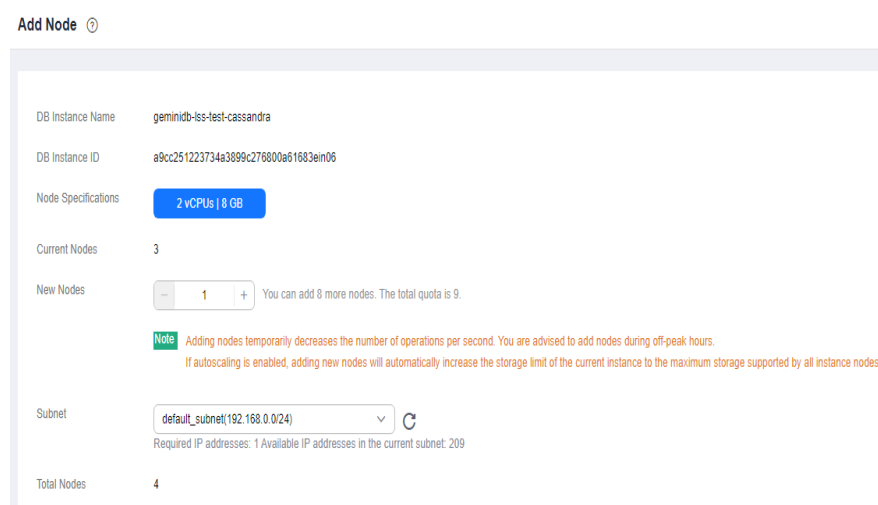 Add Node ?
DB Instance Name geminidb-lss-test-cassandra
DB Instance ID a9cc251223734a3899c276800a61683ein06
Node Specifications 2 vCPUs | 8 GB
Current Nodes 3
New Nodes − 1 + You can add 8 more nodes. The total quota is 9.
Note Adding nodes temporarily decreases the number of operations per second. You are advised to add nodes during off-peak hours.
If autoscaling is enabled, adding new nodes will automatically increase the storage limit of the current instance to the maximum storage supported by all instance nodes
Subnet default_subnet(192.168.0.0/24)
Required IP addresses: 1 Available IP addresses in the current subnet: 209
Total Nodes 4